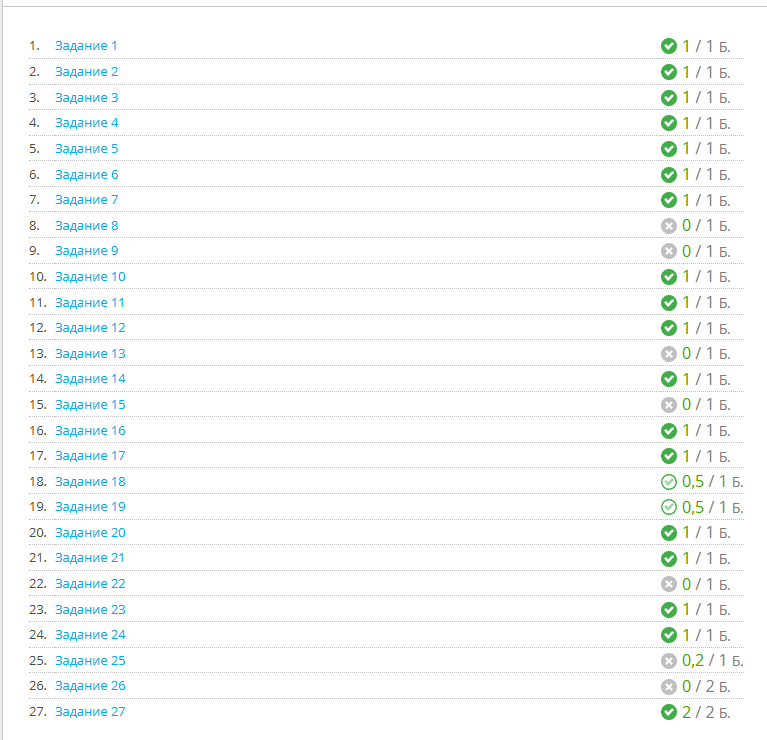 1. Задание 1 1 / 1 Б.
2. Задание 2 1 / 1 Б.
3. Задание 3 1 / 1 Б.
4. Задание 4 1 / 1 Б.
5. Задание 5 1 / 1 Б.
6. Задание 6 1 / 1 Б.
7. Задание 7 1 / 1 Б.
8. Задание 8 0 / 1 Б.
9. Задание 9 0 / 1 Б.
10. Задание 10 1 / 1 Б.
11. Задание 11 1 / 1 Б.
12. Задание 12 1 / 1 Б.
13. Задание 13 0 / 1 Б.
14. Задание 14 1 / 1 Б.
15. Задание 15 0 / 1 Б.
16. Задание 16 1 / 1 Б.
17. Задание 17 1 / 1 Б.
18. Задание 18 0,5 / 1 Б.
19. Задание 19 0,5 / 1 Б.
20. Задание 20 1 / 1 Б.
21. Задание 21 1 / 1 Б.
22. Задание 22 0 / 1 Б.
23. Задание 23 1 / 1 Б.
24. Задание 24 1 / 1 Б.
25. Задание 25 0,2 / 1 Б.
26. Задание 26 0 / 2 Б.
27. Задание 27 2 / 2 Б.